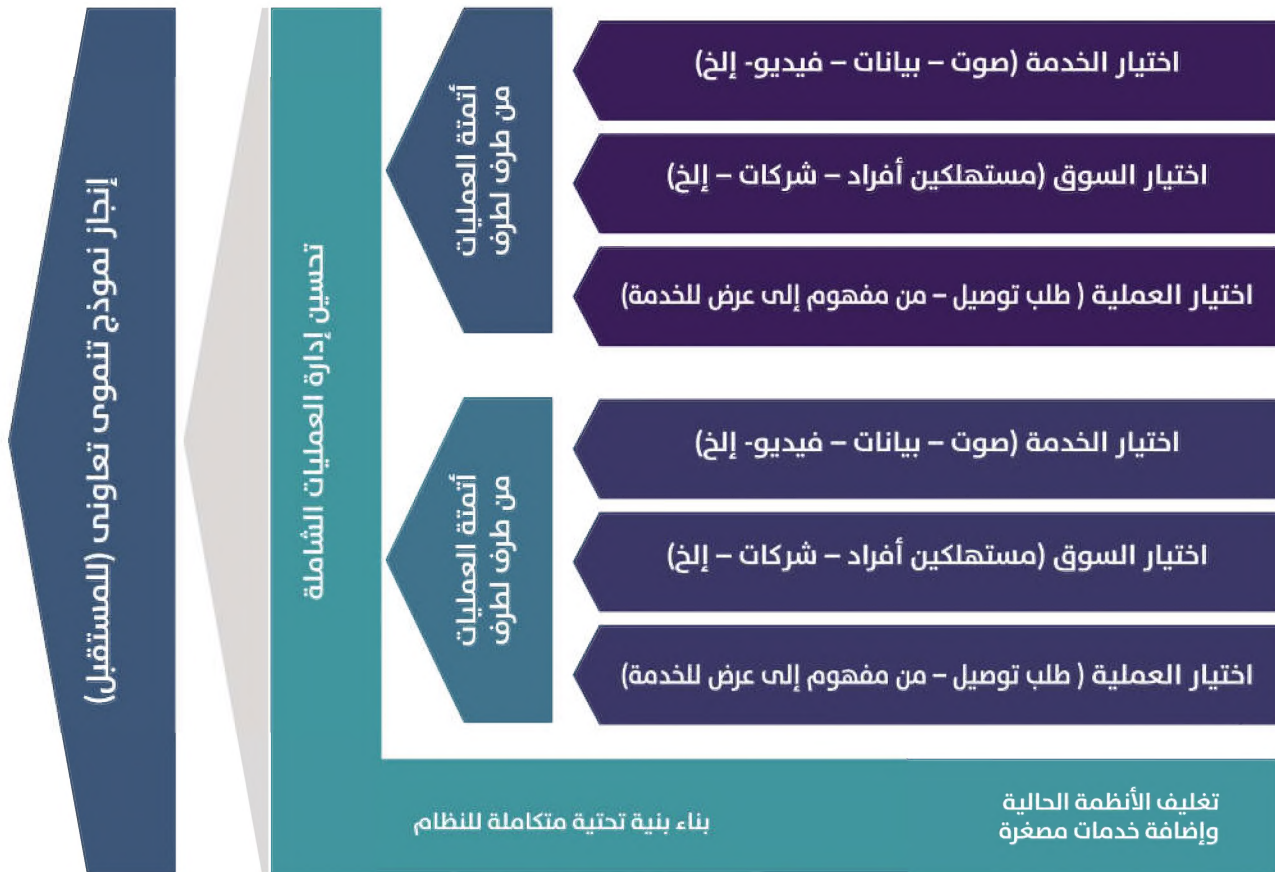 اختيار الخدمة (صوت – بيانات – فيديو- إلخ)
اختيار السوق (مستهلكين أفراد – شركات – إلخ)
اختيار العملية ( طلب توصيل – من مفهوم إلى عرض للخدمة)
أتمتة العمليات
من طرف لطرف
اختيار الخدمة (صوت – بيانات – فيديو- إلخ)
اختيار السوق (مستهلكين أفراد – شركات – إلخ)
اختيار العملية ( طلب توصيل – من مفهوم إلى عرض للخدمة)
أتمتة العمليات
من طرف لطرف
تغليف الأنظمة الحالية
وإضافة خدمات مصغرة
بناء بنية تحتية متكاملة للنظام
تحسين إدارة العمليات الشاملة
إنجاز نموذج تنموى تعاونى (للمستقبل)